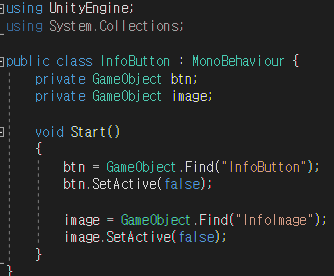 using UnityEngine;
using System.Collections;
public class InfoButton : MonoBehaviour {
private GameObject btn;
private GameObject image;
void Start()
{
btn = GameObject.Find("InfoButton");
btn.SetActive(false);
image = GameObject.Find("InfoImage");
image.SetActive(false);
}
}